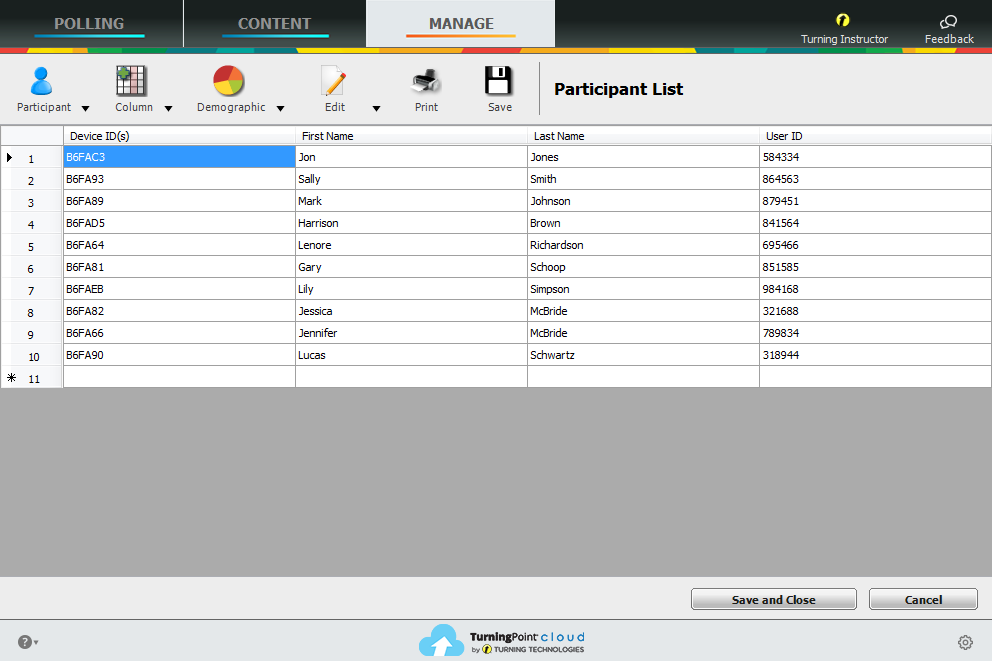 POLLING CONTENT MANAGE
Turning Instructor Feedback
Participant Column Demographic Edit Print Save Participant List
Device ID(s) First Name Last Name User ID
1 B6FAC3 Jon Jones 584334
2 B6FA93 Sally Smith 864563
3 B6FA89 Mark Johnson 879451
4 B6FAD5 Harrison Brown 841564
5 B6FA64 Lenore Richardson 695466
6 B6FA81 Gary Schoop 851585
7 B6FAEB Lily Simpson 984168
8 B6FA82 Jessica McBride 321688
9 B6FA66 Jennifer McBride 789834
10 B6FA90 Lucas Schwartz 318944
* 11
Save and Close Cancel
? TurningPoint cloud
by TURNING TECHNOLOGIES